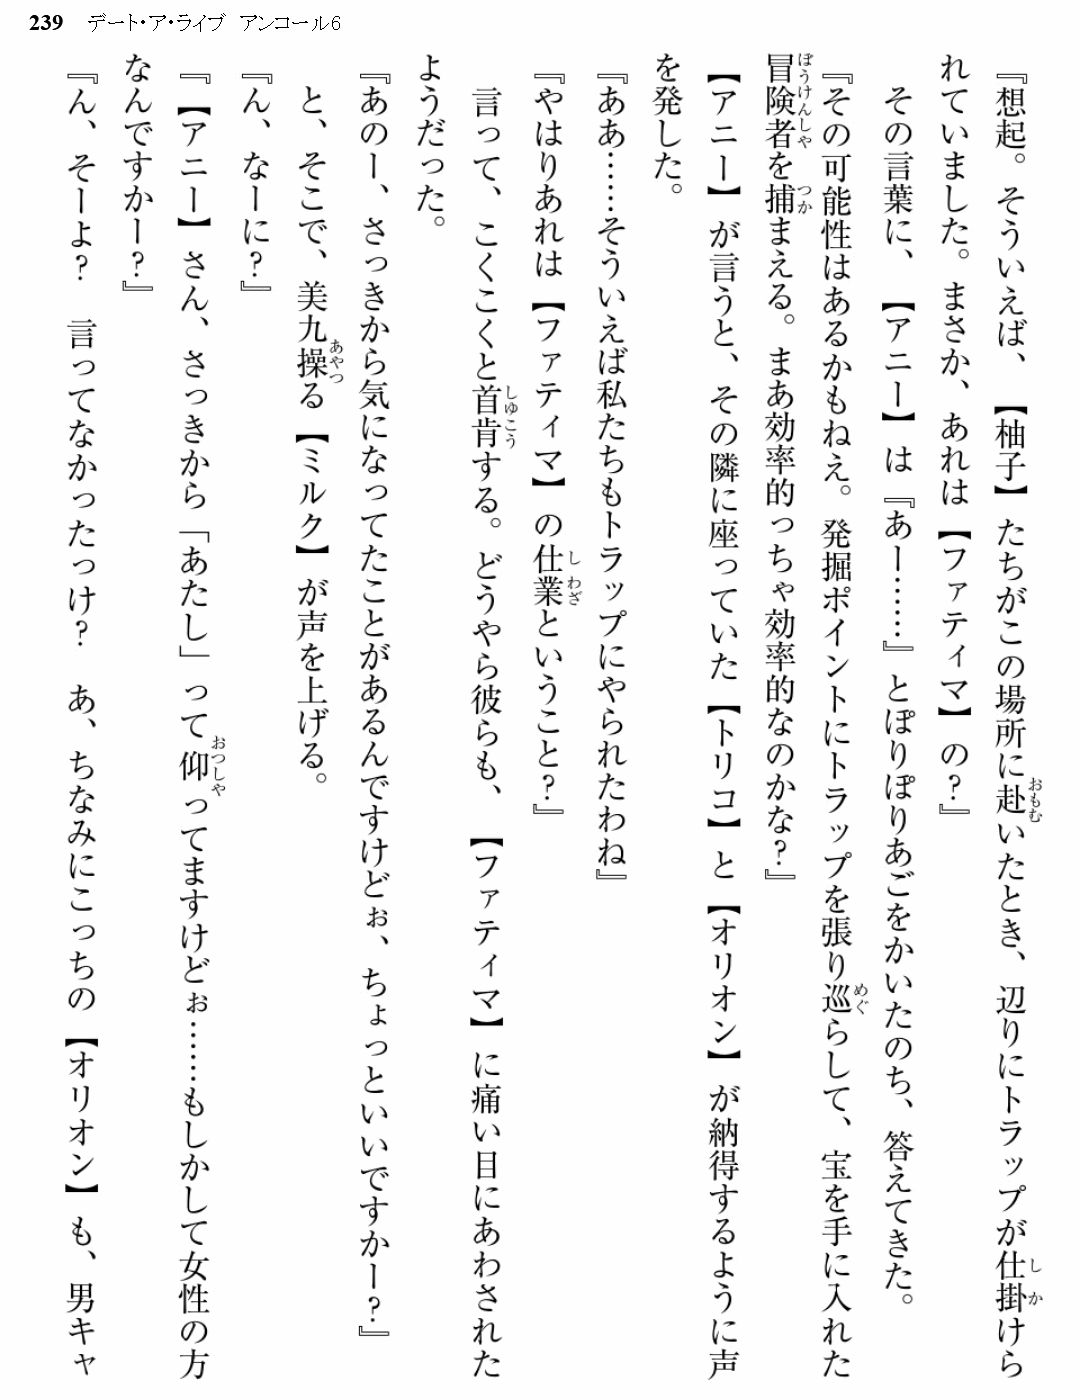 239 デート・ア・ライブ アンコール6
『想起。そういえば、【柚子】たちがこの場所に赴いたとき、辺りにトラップが仕掛けら
れていました。まさか、あれは【ファティマ】の?』
その言葉に、【アニー】は『あー……』とぽりぽりあごをかいたのち、答えてきた。
『その可能性はあるかもねえ。発掘ポイントにトラップを張り巡らして、宝を手に入れた
冒険者を捕まえる。まあ効率的っちゃ効率的なのかな?』
【アニー】が言うと、その隣に座っていた【トリコ】と【オリオン】が納得するように声
を発した。
『ああ……そういえば私たちもトラップにやられたわね』
『やはりあれは【ファティマ】の仕業ということ?』
言って、こくこくと首肯する。どうやら彼らも、【ファティマ】に痛い目にあわされた
ようだった。
『あのー、さっきから気になってたことがあるんですけどぉ、ちょっといいですかー?』
と、そこで、美九操る【ミルク】が声を上げる。
『ん、なーに?』
『【アニー】さん、さっきから「あたし」って仰ってますけどぉ……もしかして女性の方
なんですかー?』
『ん、そーよ? 言ってなかったっけ? あ、ちなみにこっちの【オリオン】も、男キャ